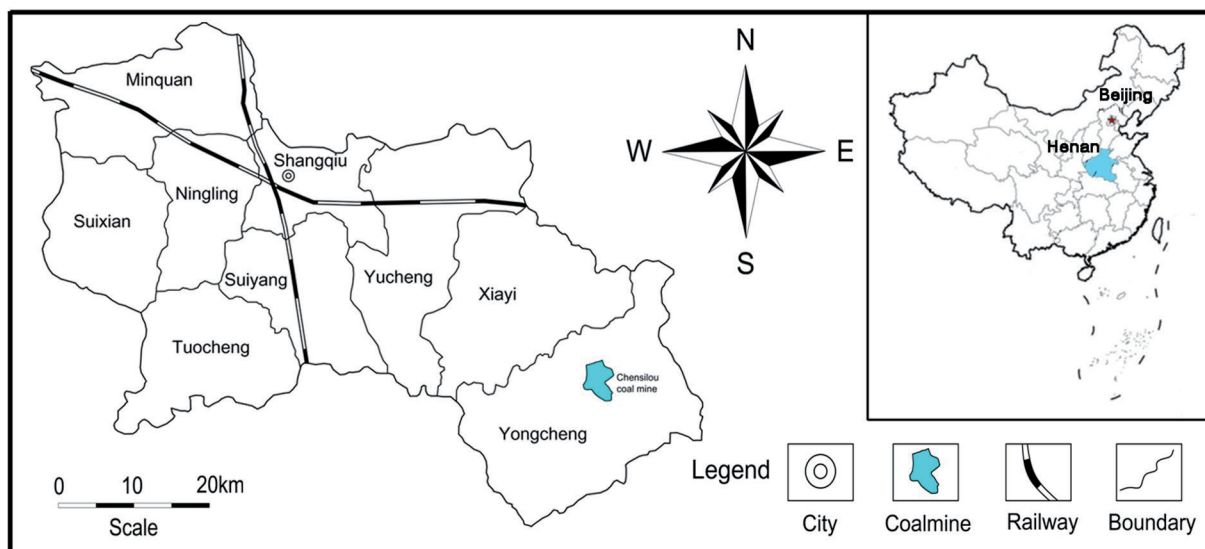 Minquan
Shangqiu
Ningling
Suixian
Suiyang
Yucheng
Xiayi
Tuocheng
Chensilou
coal mine
Yongcheng
0 10 20km
Scale
N
W E
S
Beijing
Henan
Legend
City Coalmine Railway Boundary